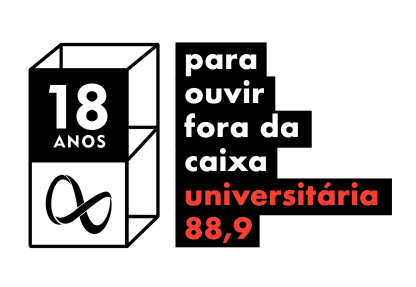 18
ANOS
para
ouvir
fora da
caixa
universitária
88,9